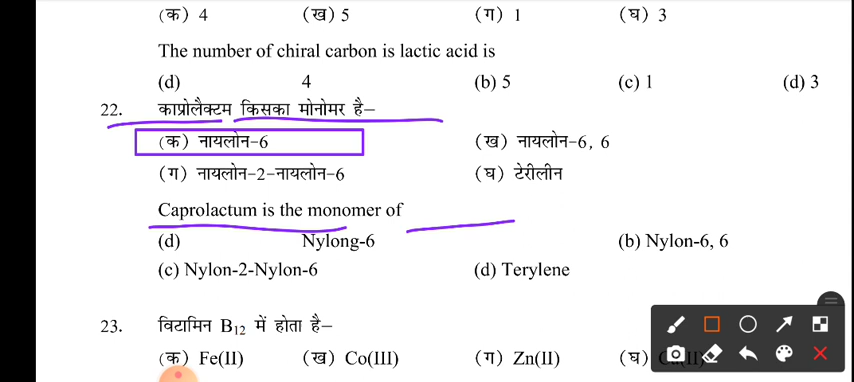 (क) 4 (ख) 5 (ग) 1 (घ) 3
The number of chiral carbon is lactic acid is
(d) 4 (b) 5 (c) 1 (d) 3
22. काप्रोलैक्टम किसका मोनोमर है–
(क) नायलोन-6 (ख) नायलोन-6, 6
(ग) नायलोन-2-नायलोन-6 (घ) टेरीलीन
Caprolactum is the monomer of
(d) Nylong-6 (b) Nylon-6, 6
(c) Nylon-2-Nylon-6 (d) Terylene
23. विटामिन B₁₂ में होता है–
(क) Fe(II) (ख) Co(III) (ग) Zn(II) (घ)